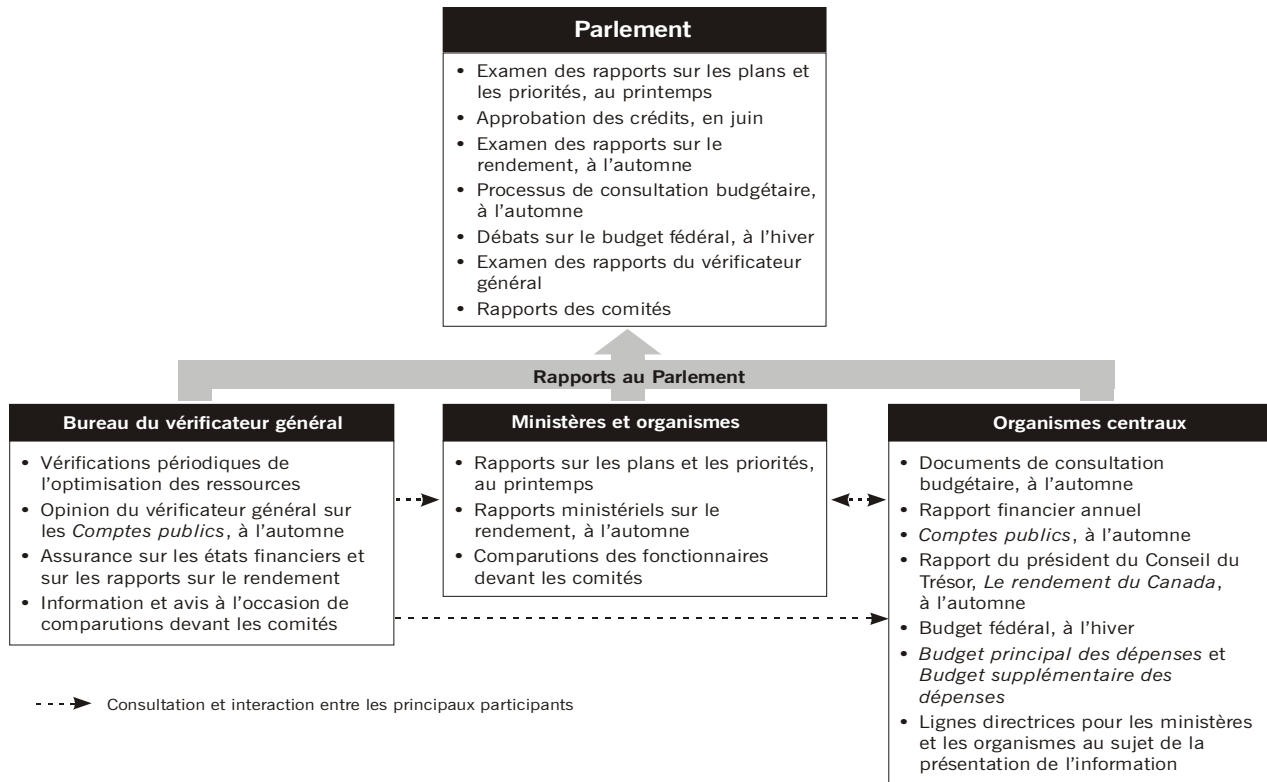 Parlement
• Examen des rapports sur les plans et
les priorités, au printemps
• Approbation des crédits, en juin
• Examen des rapports sur le
rendement, à l'automne
• Processus de consultation budgétaire,
à l'automne
• Débats sur le budget fédéral, à l'hiver
• Examen des rapports du vérificateur
général
• Rapports des comités
Rapports au Parlement
Bureau du vérificateur général
• Vérifications périodiques de
l'optimisation des ressources
• Opinion du vérificateur général sur
les Comptes publics, à l'automne
• Assurance sur les états financiers et
sur les rapports sur le rendement
• Information et avis à l'occasion de
comparutions devant les comités
Ministères et organismes
• Rapports sur les plans et les priorités,
au printemps
• Rapports ministériels sur le
rendement, à l'automne
• Comparutions des fonctionnaires
devant les comités
Organismes centraux
• Documents de consultation
budgétaire, à l'automne
• Rapport financier annuel
• Comptes publics, à l'automne
• Rapport du président du Conseil du
Trésor, Le rendement du Canada,
à l'automne
• Budget fédéral, à l'hiver
• Budget principal des dépenses et
Budget supplémentaire des
dépenses
• Lignes directrices pour les ministères
et les organismes au sujet de la
présentation de l'information
Consultation et interaction entre les principaux participants